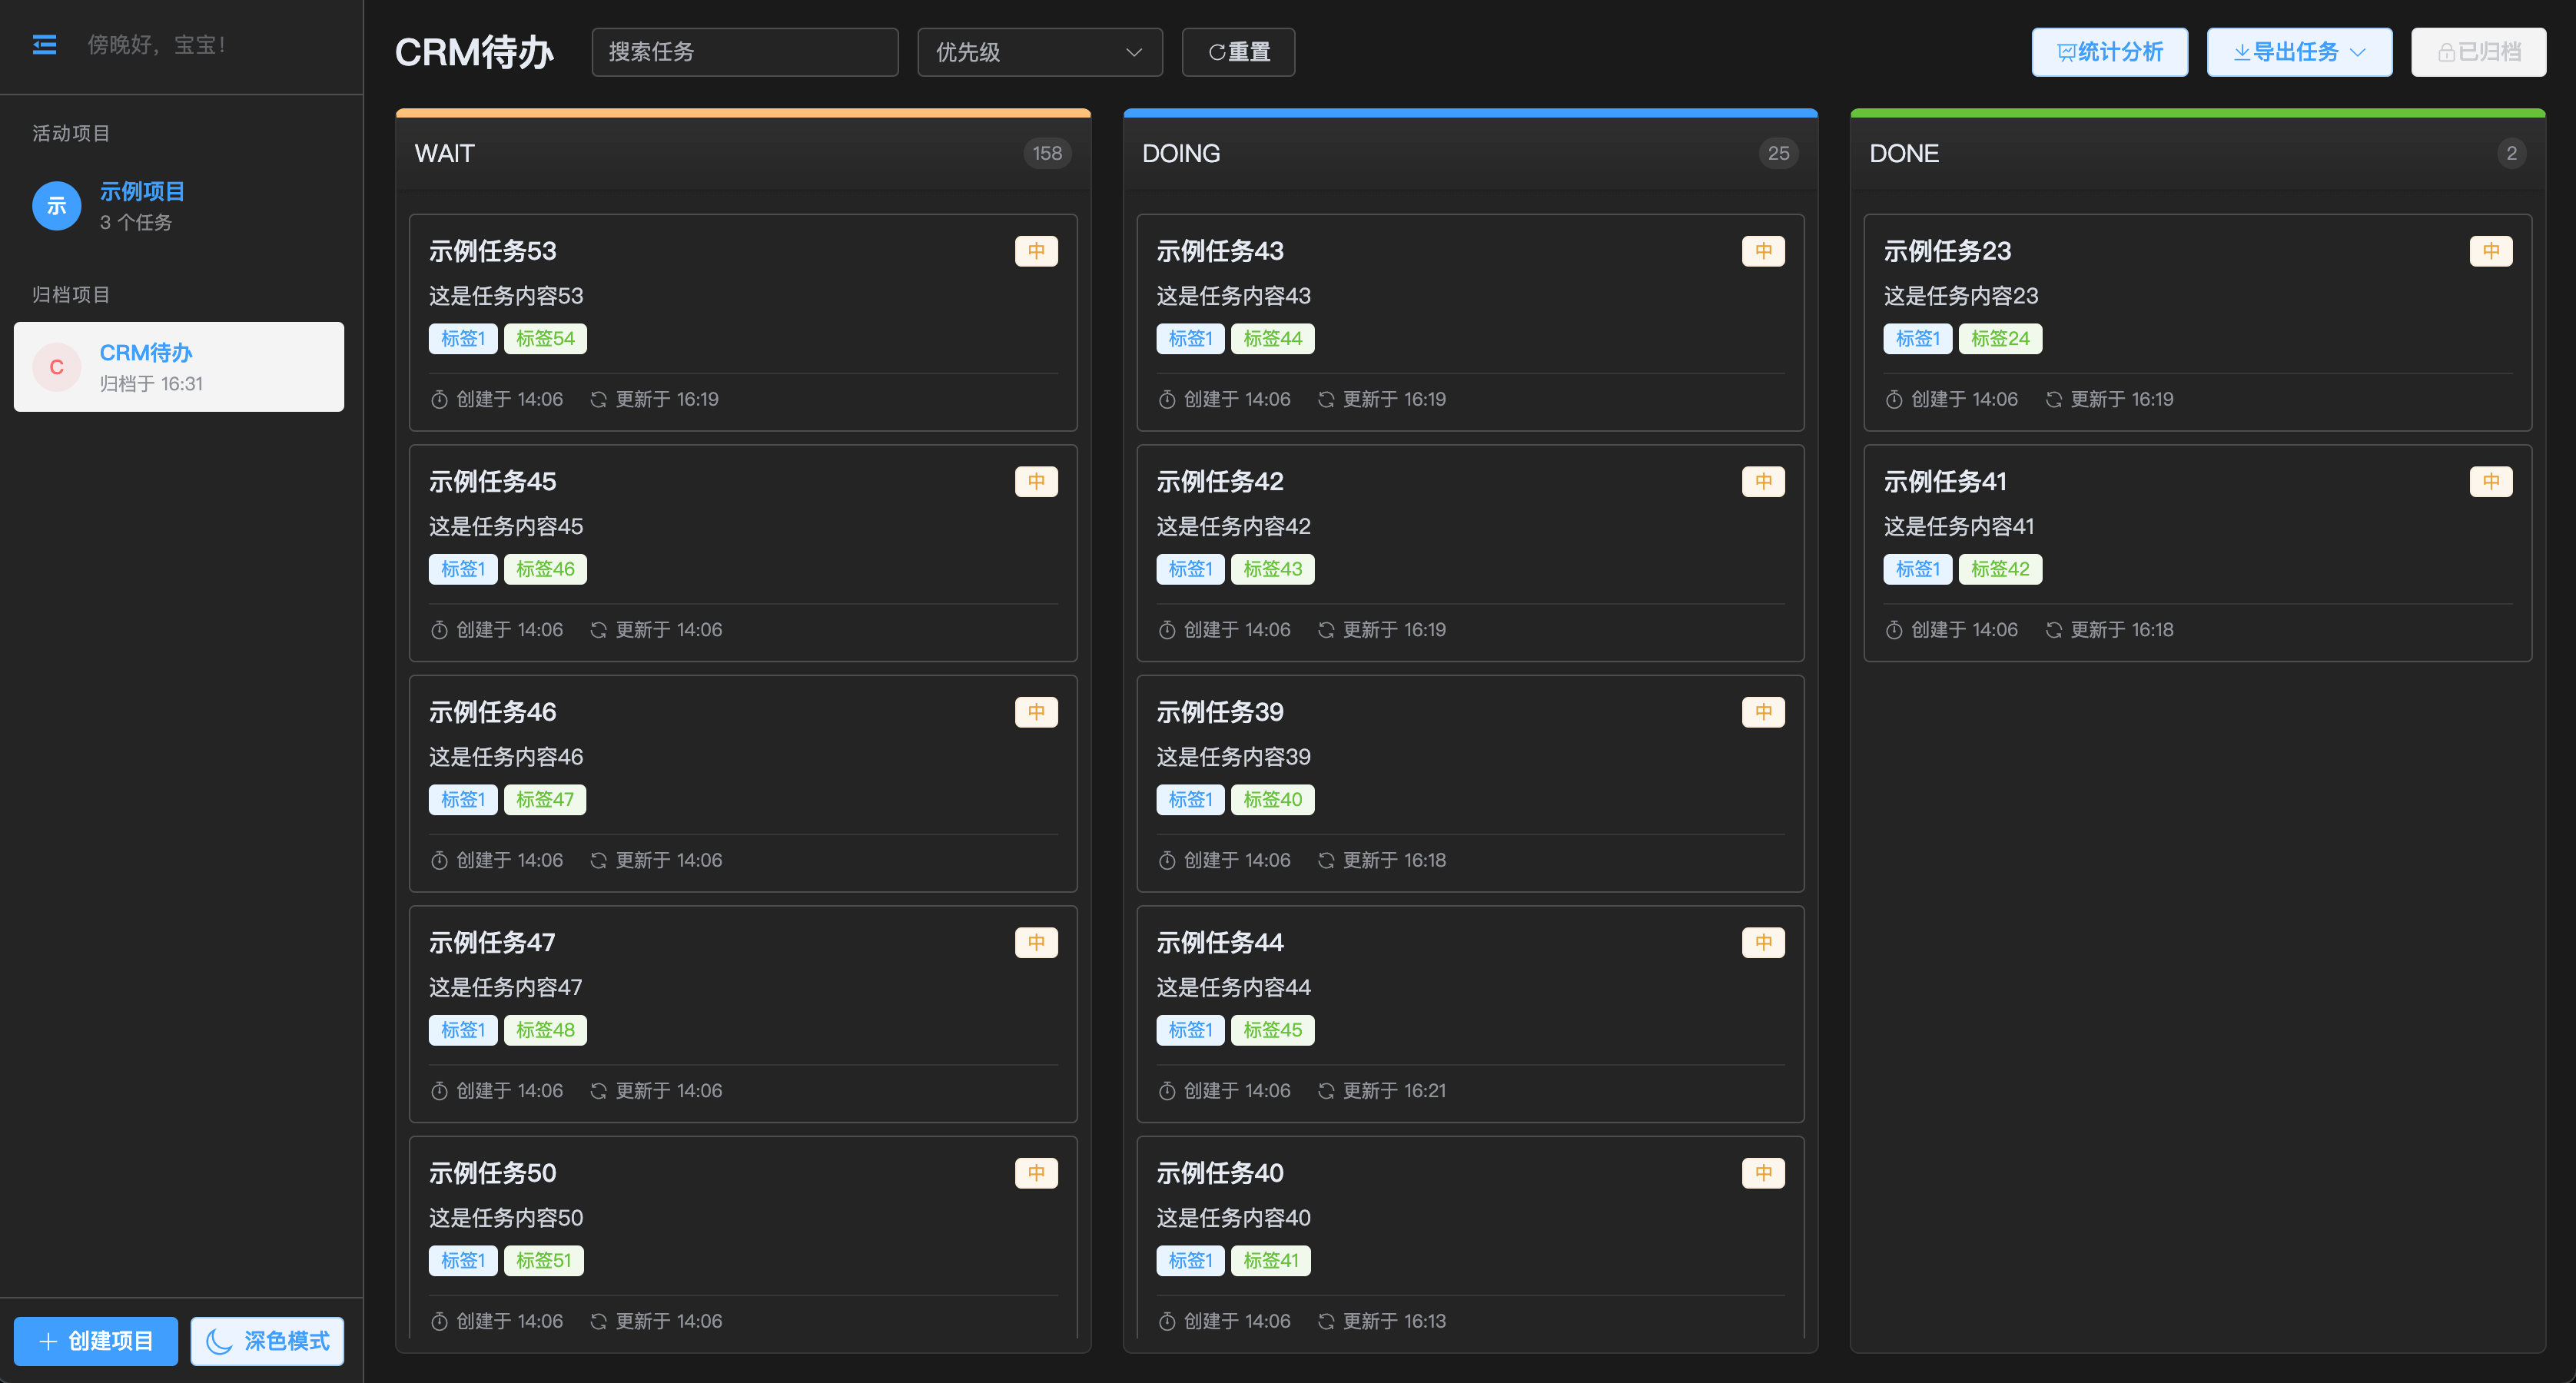 傍晚好，宝宝！
活动项目
示
示例项目
3 个任务
归档项目
C
CRM待办
归档于 16:31
创建项目
深色模式
CRM待办
搜索任务
优先级
重置
统计分析
导出任务
已归档
WAIT
158
示例任务53
中
这是任务内容53
标签1 标签54
创建于 14:06 更新于 16:19
示例任务45
中
这是任务内容45
标签1 标签46
创建于 14:06 更新于 14:06
示例任务46
中
这是任务内容46
标签1 标签47
创建于 14:06 更新于 14:06
示例任务47
中
这是任务内容47
标签1 标签48
创建于 14:06 更新于 14:06
示例任务50
中
这是任务内容50
标签1 标签51
创建于 14:06 更新于 14:06
DOING
25
示例任务43
中
这是任务内容43
标签1 标签44
创建于 14:06 更新于 16:19
示例任务42
中
这是任务内容42
标签1 标签43
创建于 14:06 更新于 16:19
示例任务39
中
这是任务内容39
标签1 标签40
创建于 14:06 更新于 16:18
示例任务44
中
这是任务内容44
标签1 标签45
创建于 14:06 更新于 16:21
示例任务40
中
这是任务内容40
标签1 标签41
创建于 14:06 更新于 16:13
DONE
2
示例任务23
中
这是任务内容23
标签1 标签24
创建于 14:06 更新于 16:19
示例任务41
中
这是任务内容41
标签1 标签42
创建于 14:06 更新于 16:18